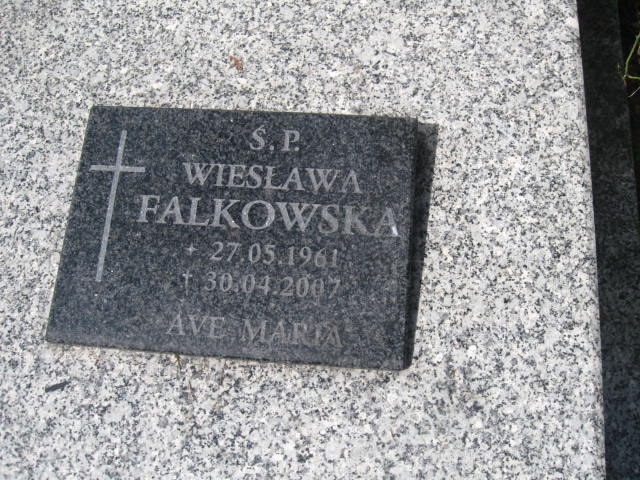 Ś. P.
WIESŁAWA
FALKOWSKA
* 27.05.1961
† 30.04.2007
AVE MARIA